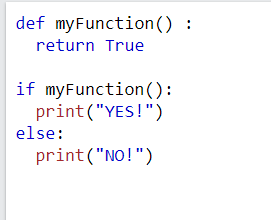 def myFunction() :
  return True

if myFunction():
  print("YES!")
else:
  print("NO!")